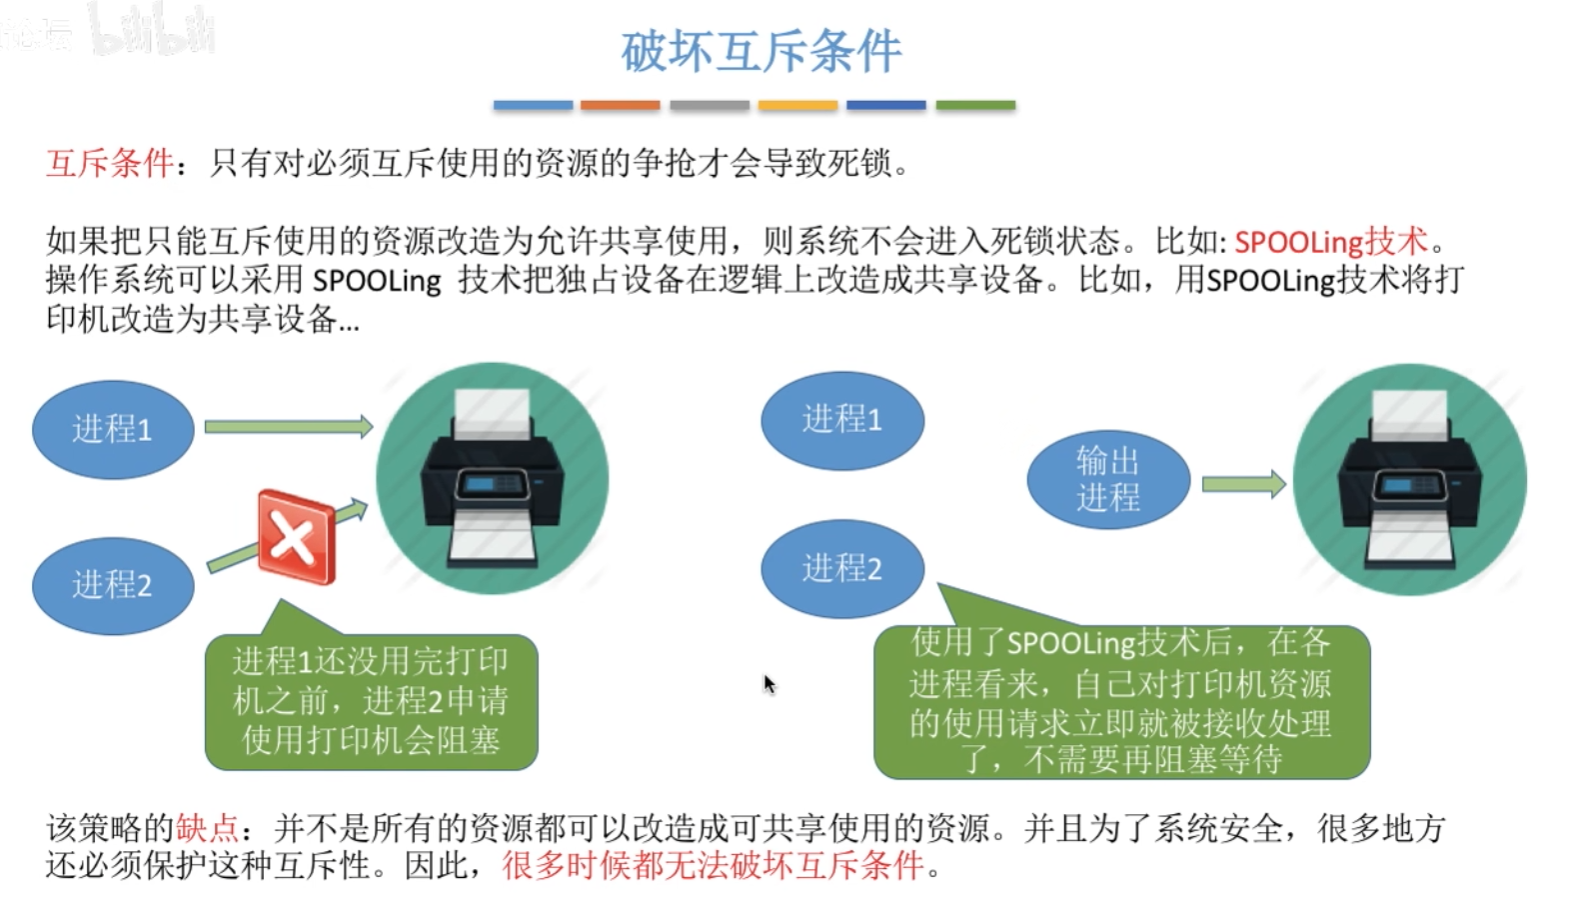 bilibili
破坏互斥条件
互斥条件：只有对必须互斥使用的资源的争抢才会导致死锁。
如果把只能互斥使用的资源改造为允许共享使用，则系统不会进入死锁状态。比如: SPOOLing技术。
操作系统可以采用 SPOOLing 技术把独占设备在逻辑上改造成共享设备。比如，用SPOOLing技术将打
印机改造为共享设备...
进程1
进程2
进程1还没用完打印
机之前，进程2申请
使用打印机会阻塞
进程1
进程2
输出
进程
使用了SPOOLing技术后，在各
进程看来，自己对打印机资源
的使用请求立即就被接收处理
了，不需要再阻塞等待
该策略的缺点：并不是所有的资源都可以改造成可共享使用的资源。并且为了系统安全，很多地方
还必须保护这种互斥性。因此，很多时候都无法破坏互斥条件。